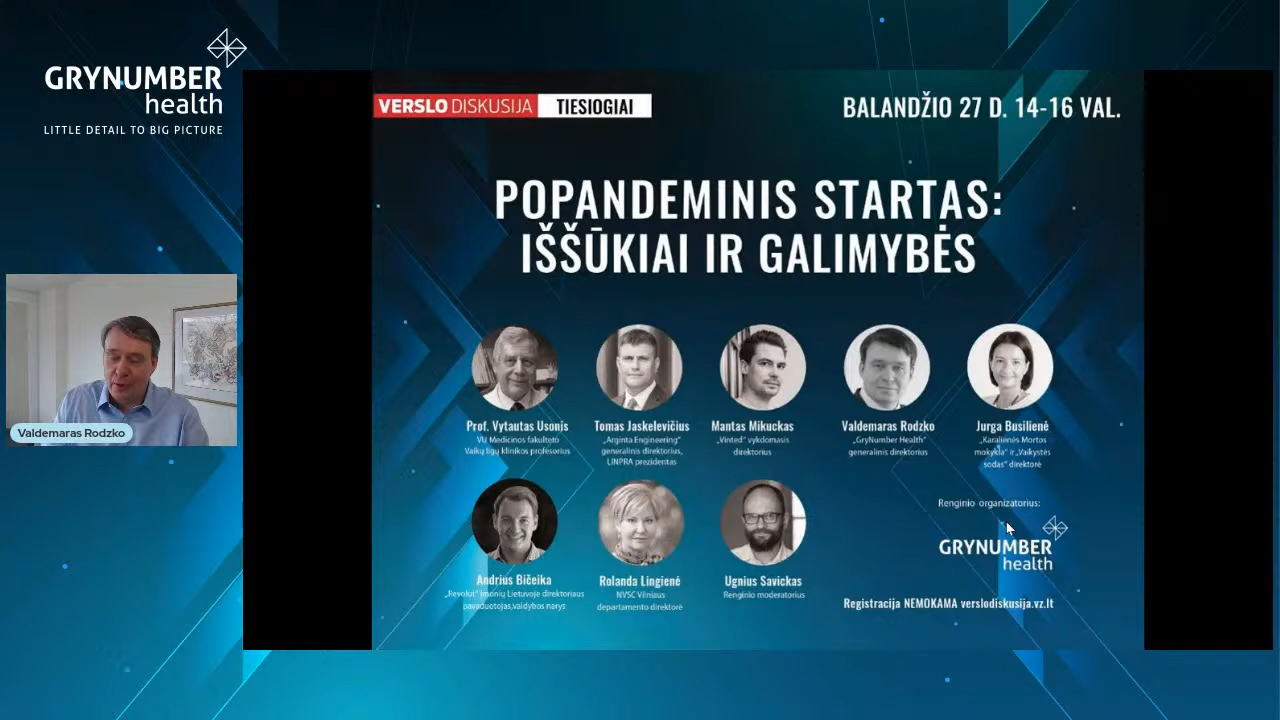 GRYNUMBER
health
LITTLE DETAIL TO BIG PICTURE
VERSLO DISKUSIJA TIESIOGIAI
BALANDŽIO 27 D. 14-16 VAL.
POPANDEMINIS STARTAS:
IŠŠŪKIAI IR GALIMYBĖS
Valdemaras Rodzko
Prof. Vytautas Usonis
VU Medicinos fakulteto
Vaikų ligų klinikos profesorius
Tomas Jaskelevičius
„Arginta Engineering"
generalinis direktorius,
LINPRA prezidentas
Mantas Mikuckas
„Vinted" vykdomasis
direktorius
Valdemaras Rodzko
„GryNumber Health"
generalinis direktorius
Jurga Busilienė
„Karalienės Mortos
mokykla" ir „Vaikystės
sodas" direktorė
Andrius Bičeika
„Revolut" įmonių Lietuvoje direktoriaus
pavaduotojas,valdybos narys
Rolanda Lingienė
NVSC Vilniaus
departamento direktorė
Ugnius Savickas
Renginio moderatorius
Renginio organizatorius:
GRYNUMBER
health
Registracija NEMOKAMA verslodiskusija.vz.lt